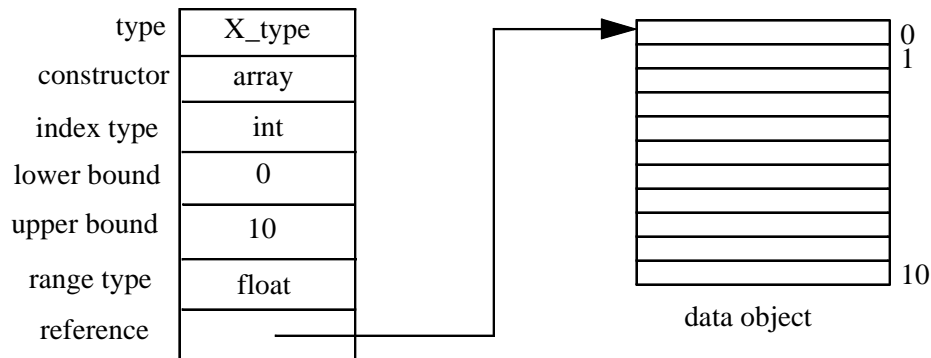 type X_type
constructor array
index type int
lower bound 0
upper bound 10
range type float
reference
0
1
10
data object